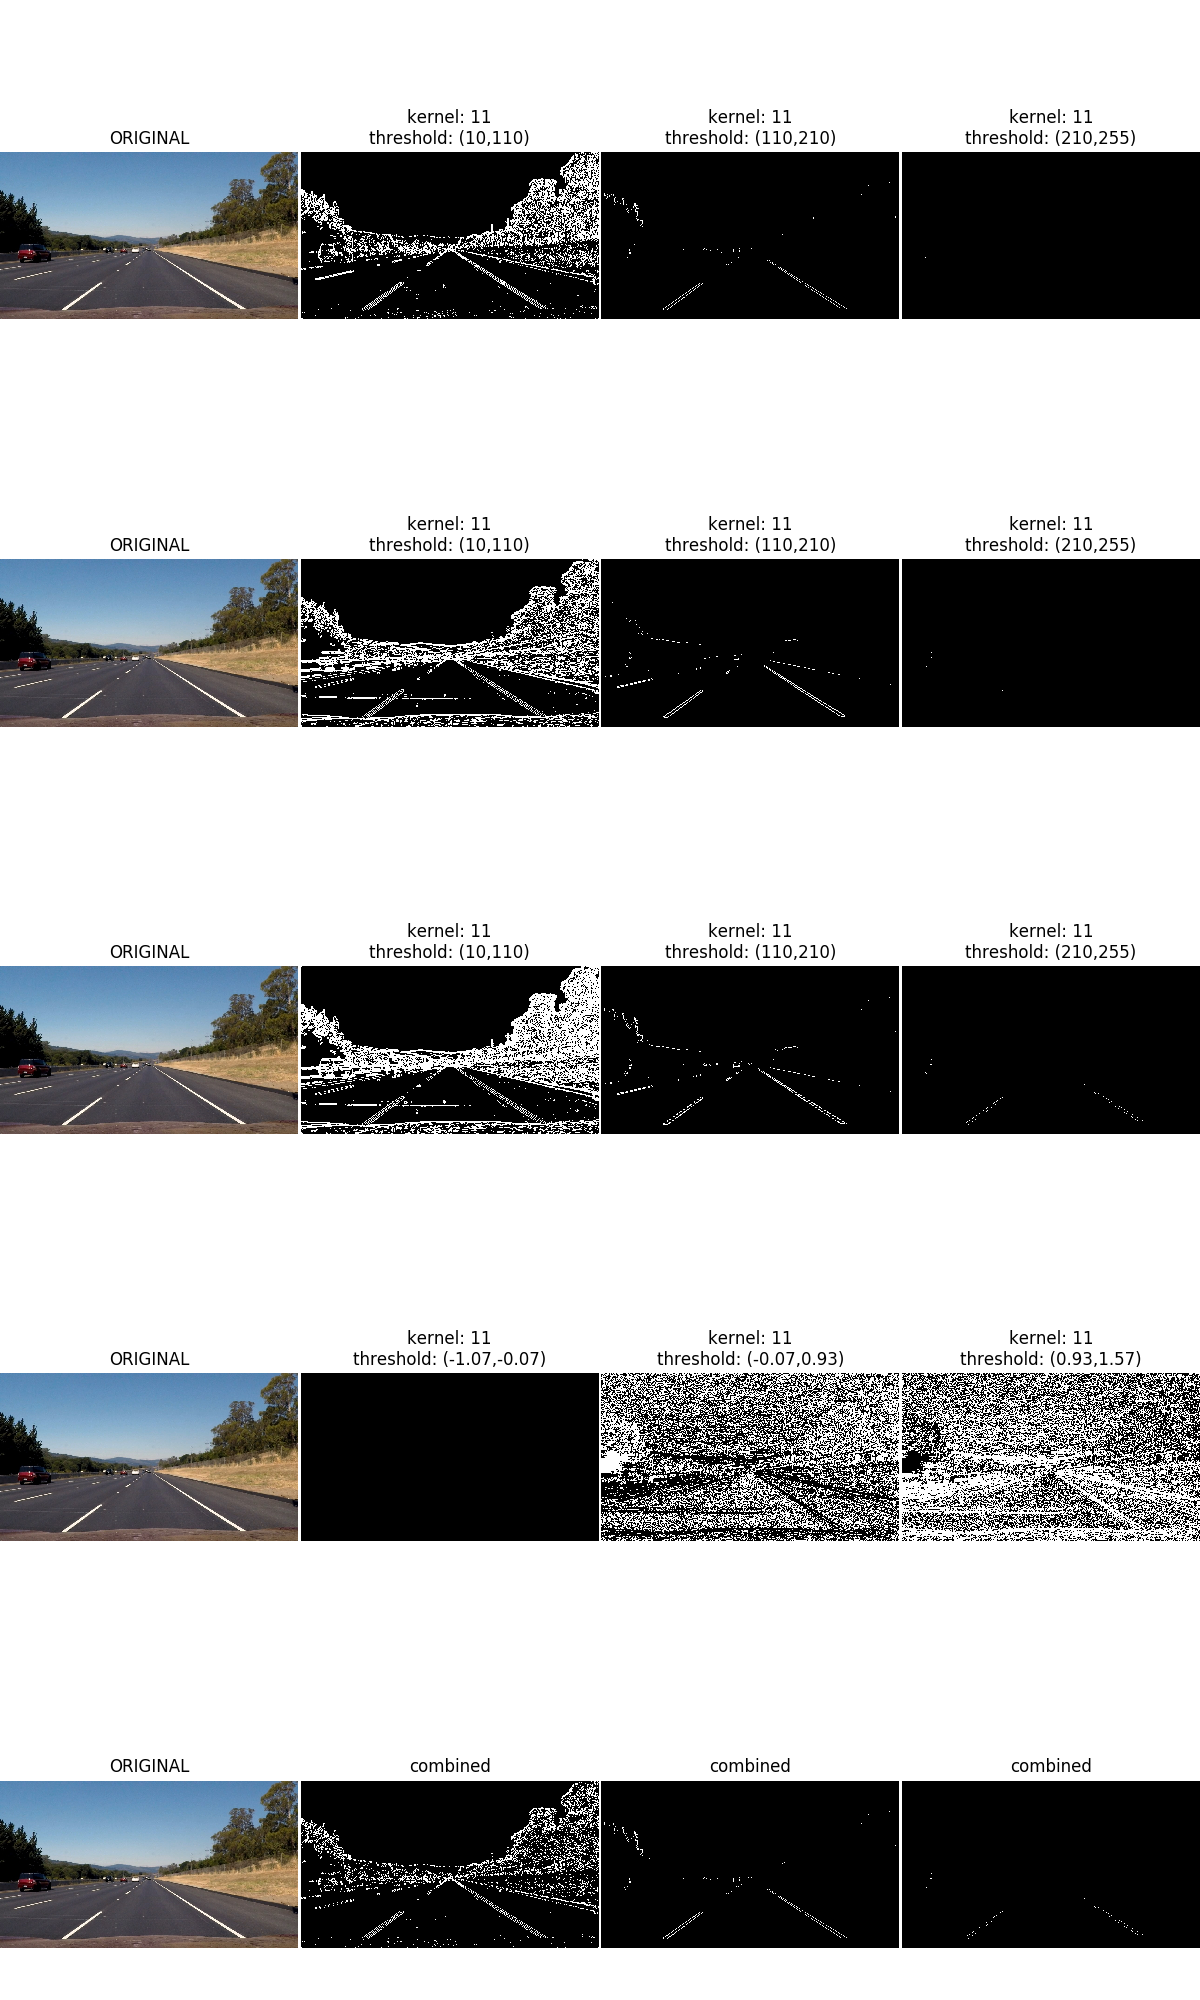 ORIGINAL
kernel: 11
threshold: (10,110)
kernel: 11
threshold: (110,210)
kernel: 11
threshold: (210,255)
ORIGINAL
kernel: 11
threshold: (10,110)
kernel: 11
threshold: (110,210)
kernel: 11
threshold: (210,255)
ORIGINAL
kernel: 11
threshold: (10,110)
kernel: 11
threshold: (110,210)
kernel: 11
threshold: (210,255)
ORIGINAL
kernel: 11
threshold: (-1.07,-0.07)
kernel: 11
threshold: (-0.07,0.93)
kernel: 11
threshold: (0.93,1.57)
ORIGINAL
combined
combined
combined